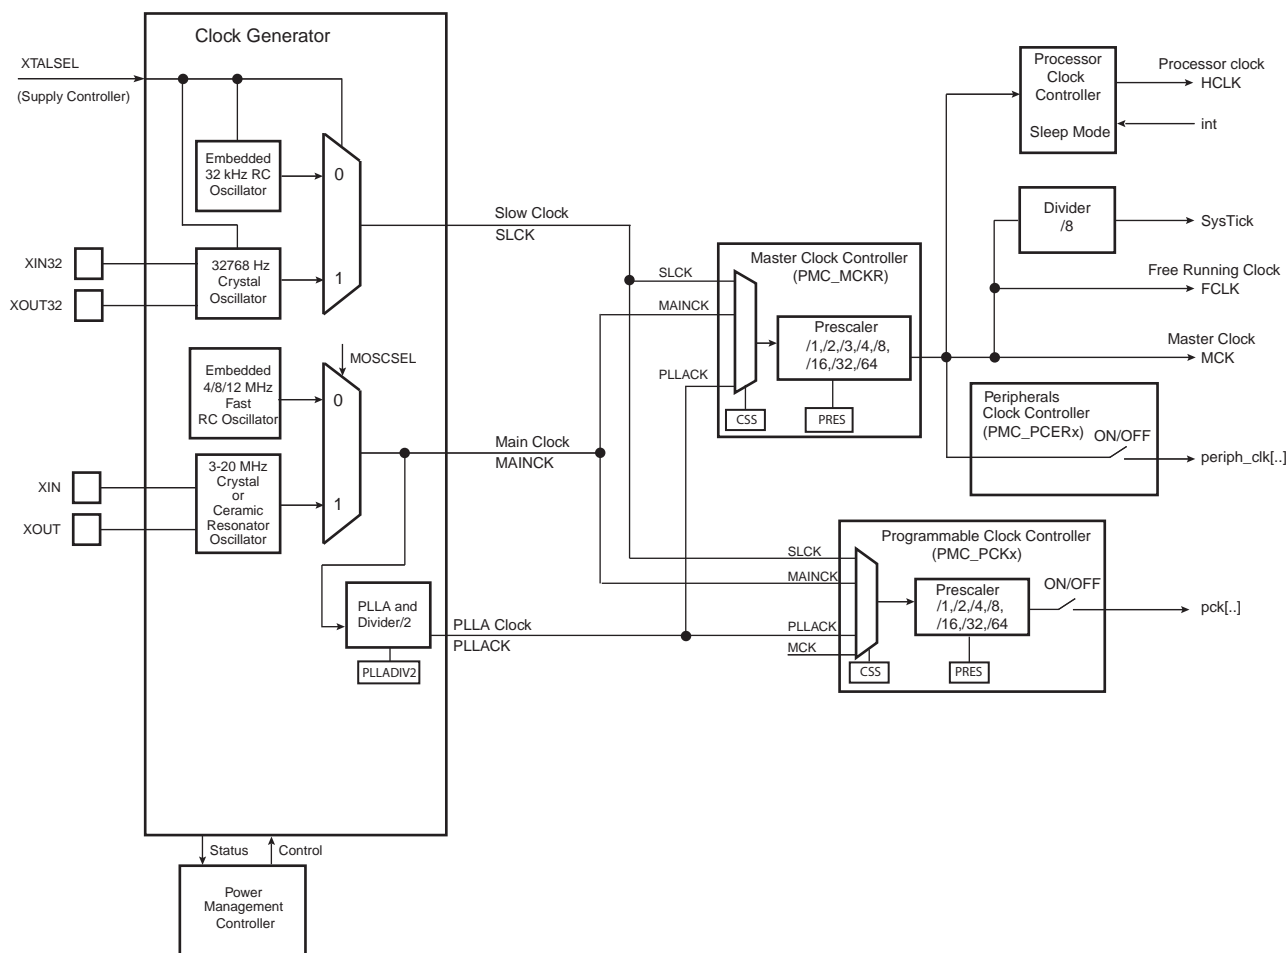 Clock Generator
XTALSEL
(Supply Controller)
Embedded
32 kHz RC
Oscillator
0
XIN32
XOUT32
32768 Hz
Crystal
Oscillator
1
Slow Clock
SLCK
MOSCSEL
Embedded
4/8/12 MHz
Fast
RC Oscillator
0
XIN
XOUT
3-20 MHz
Crystal
or
Ceramic
Resonator
Oscillator
1
Main Clock
MAINCK
PLLA and
Divider/2
PLLADIV2
PLLA Clock
PLLACK
Status
Control
Power
Management
Controller
Master Clock Controller
(PMC_MCKR)
SLCK
MAINCK
PLLACK
Prescaler
/1,/2,/3,/4,/8,
/16,/32,/64
CSS
PRES
Processor
Clock
Controller
Sleep Mode
Processor clock
HCLK
int
Divider
/8
SysTick
Free Running Clock
FCLK
Master Clock
MCK
Peripherals
Clock Controller
(PMC_PCERx)
ON/OFF
periph_clk[..]
Programmable Clock Controller
(PMC_PCKx)
SLCK
MAINCK
PLLACK
MCK
Prescaler
/1,/2,/4,/8,
/16,/32,/64
ON/OFF
CSS
PRES
pck[..]